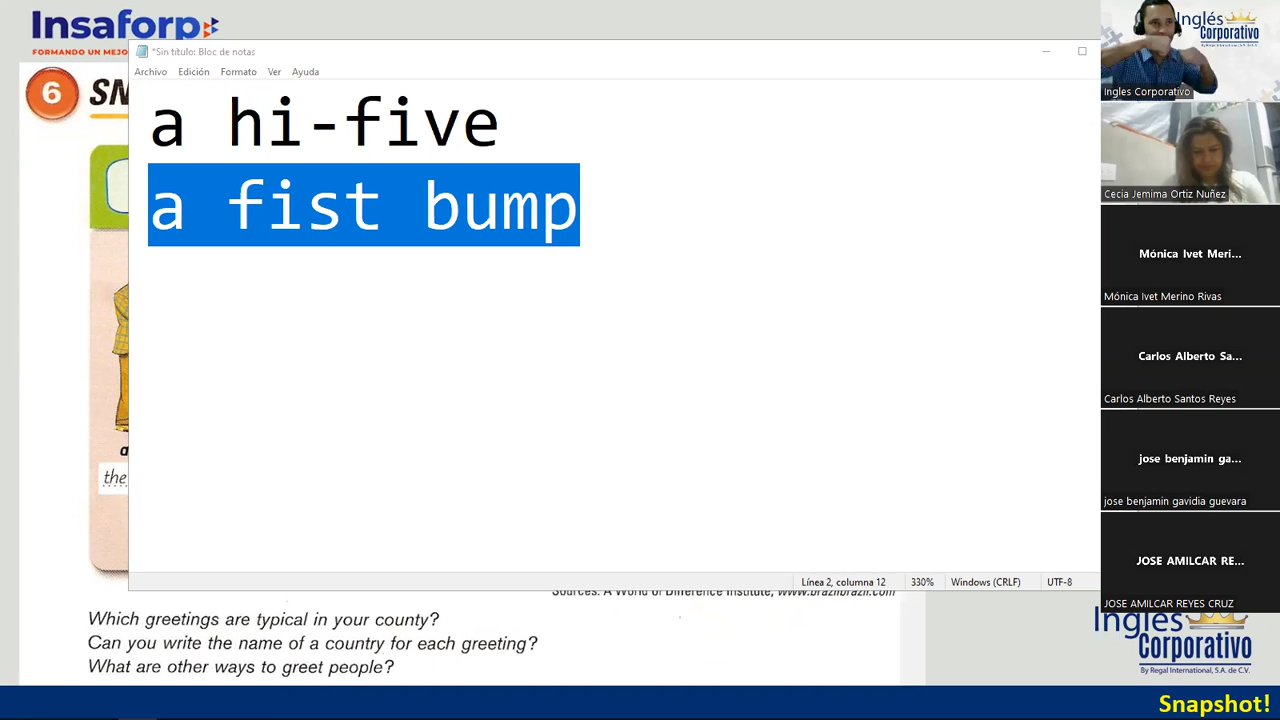 Insaforp
FORMANDO UN MEJO
6
SN
*Sin título: Bloc de notas
Archivo Edición Formato Ver Ayuda
a hi-five
a fist bump
a
the
Línea 2, columna 12 330% Windows (CRLF) UTF-8
Sources: A World of Difference Institute, www.brazilbrazil.com
Which greetings are typical in your county?
Can you write the name of a country for each greeting?
What are other ways to greet people?
Inglés
Corporativo
Ingles Corporativo
Cecia Jemima Ortiz Nuñez
Mónica Ivet Meri...
Mónica Ivet Merino Rivas
Carlos Alberto Sa...
Carlos Alberto Santos Reyes
jose benjamin ga...
jose benjamin gavidia guevara
JOSE AMILCAR RE...
JOSE AMILCAR REYES CRUZ
Inglés
Corporativo
By Regal International, S.A. de C.V.
Snapshot!